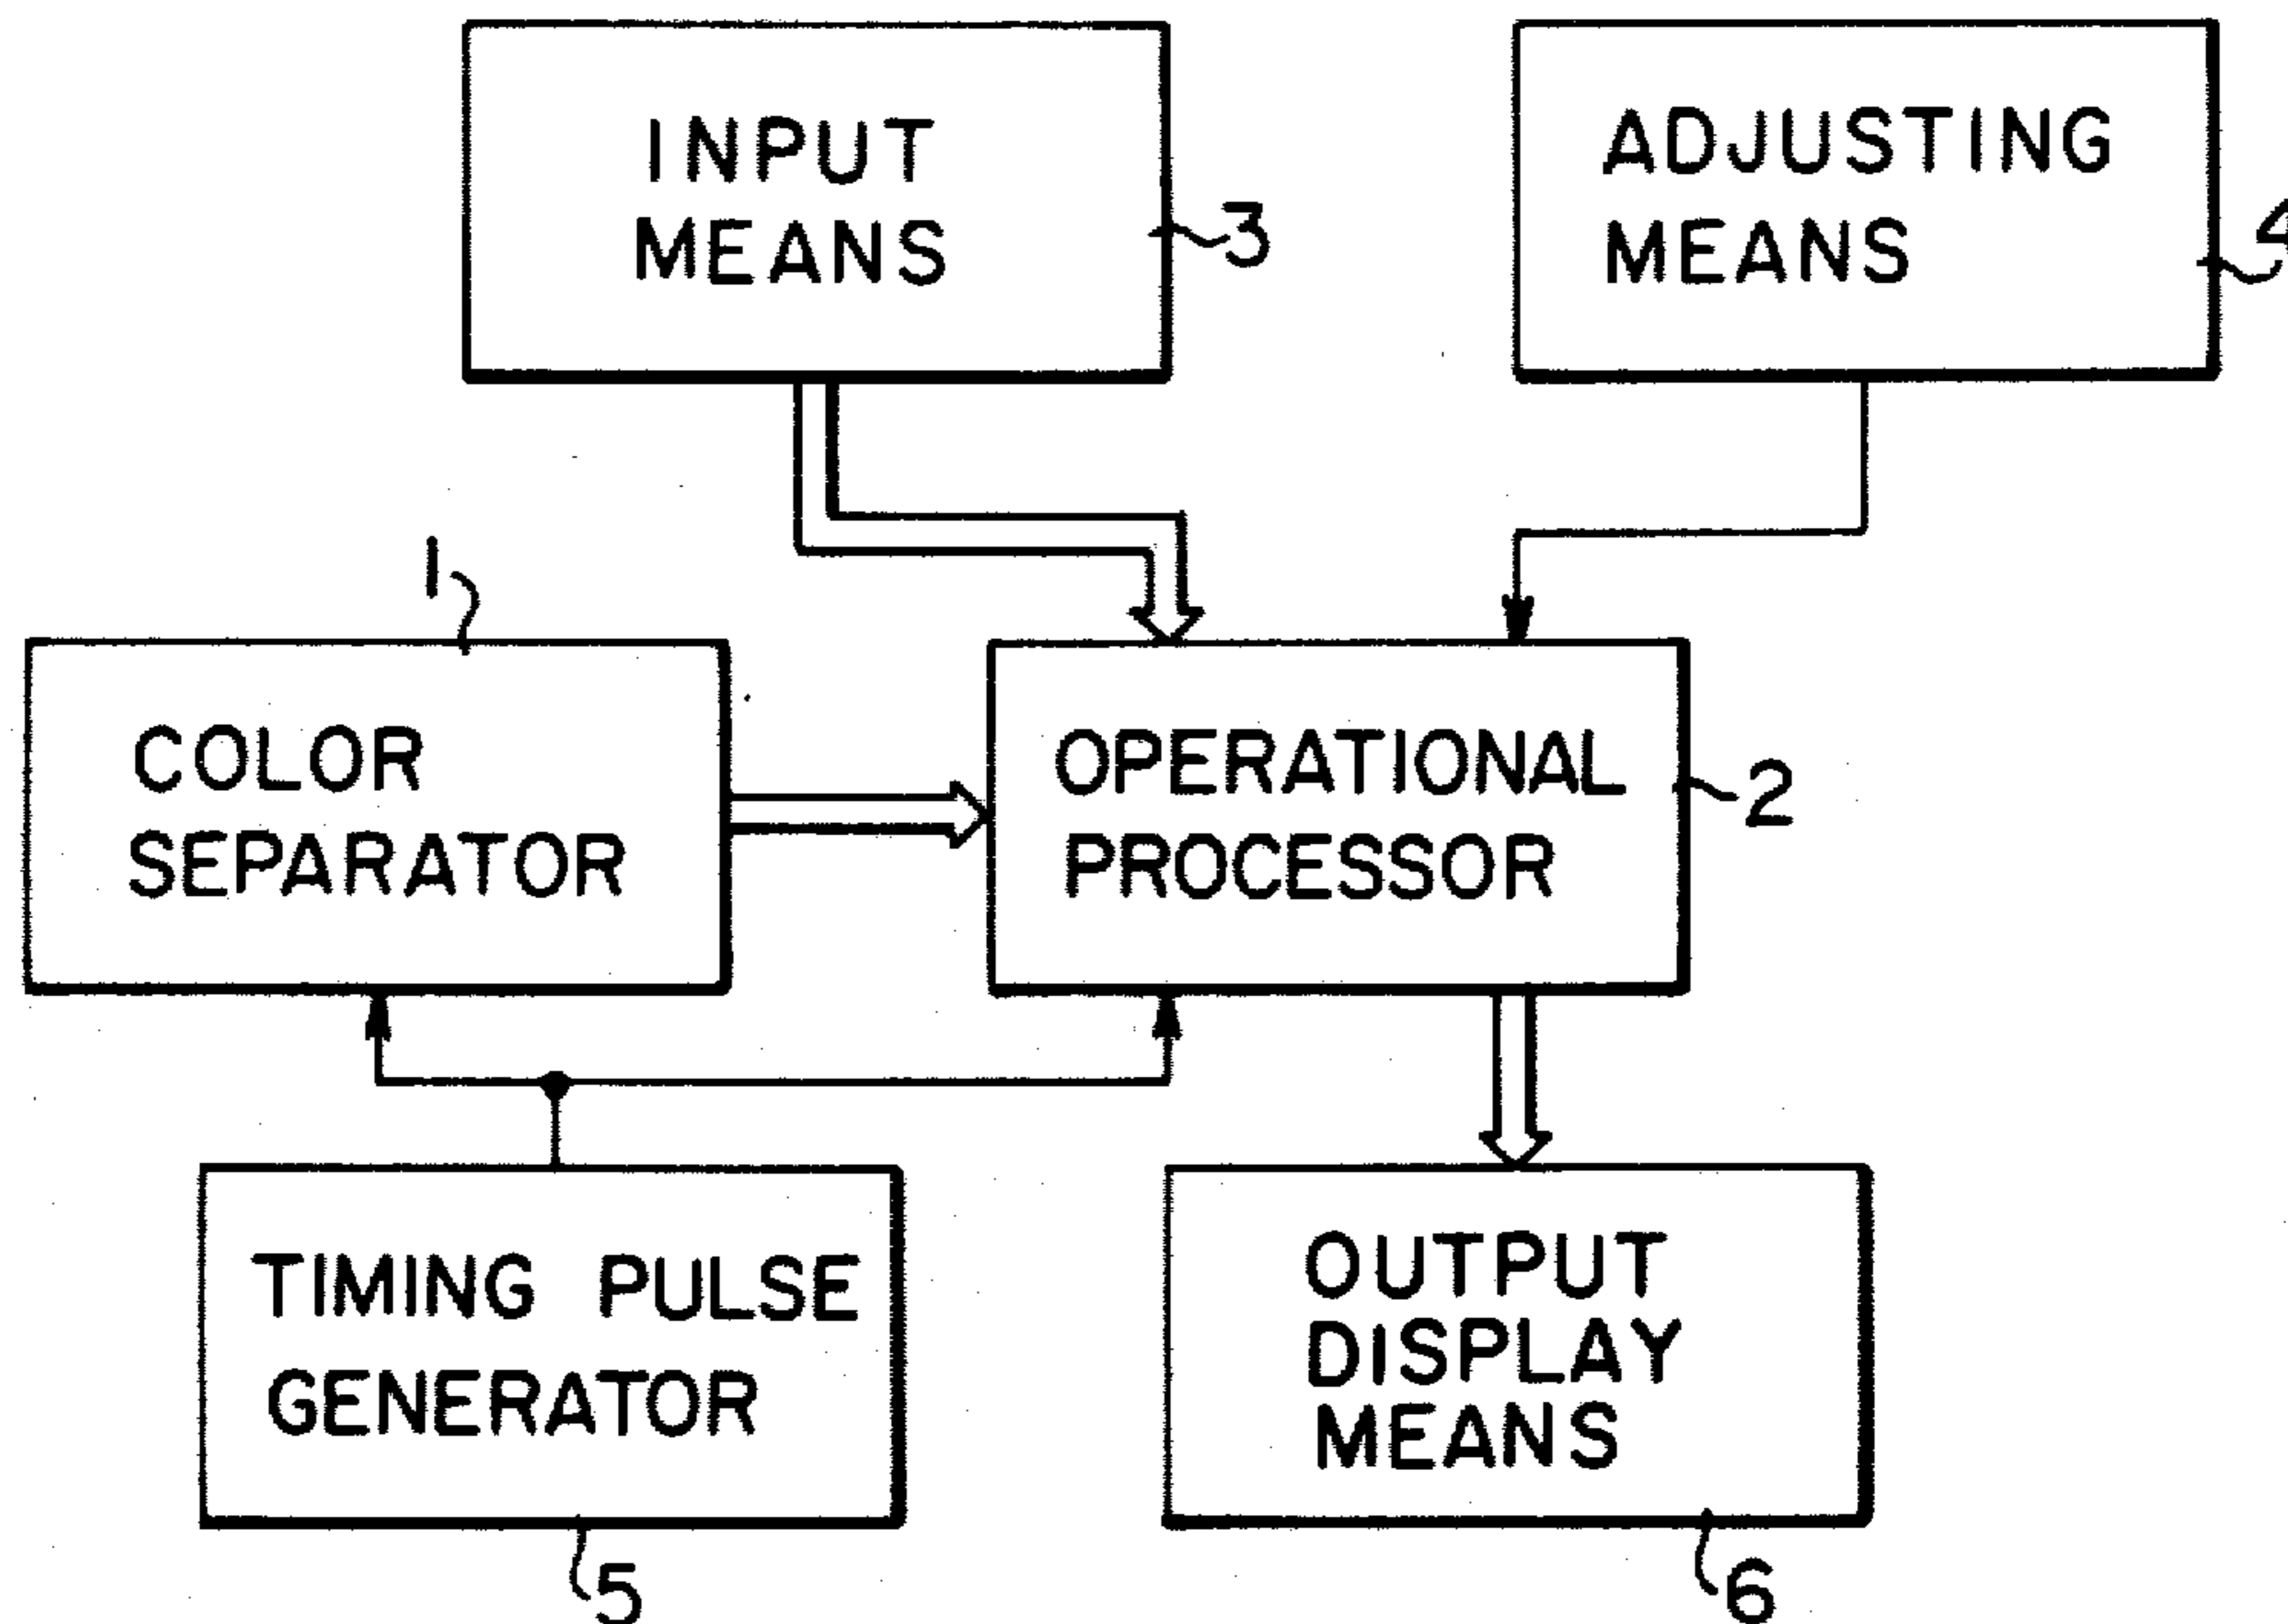 INPUT
MEANS
3
ADJUSTING
MEANS
4
1
COLOR
SEPARATOR
OPERATIONAL
PROCESSOR
2
TIMING PULSE
GENERATOR
5
OUTPUT
DISPLAY
MEANS
6